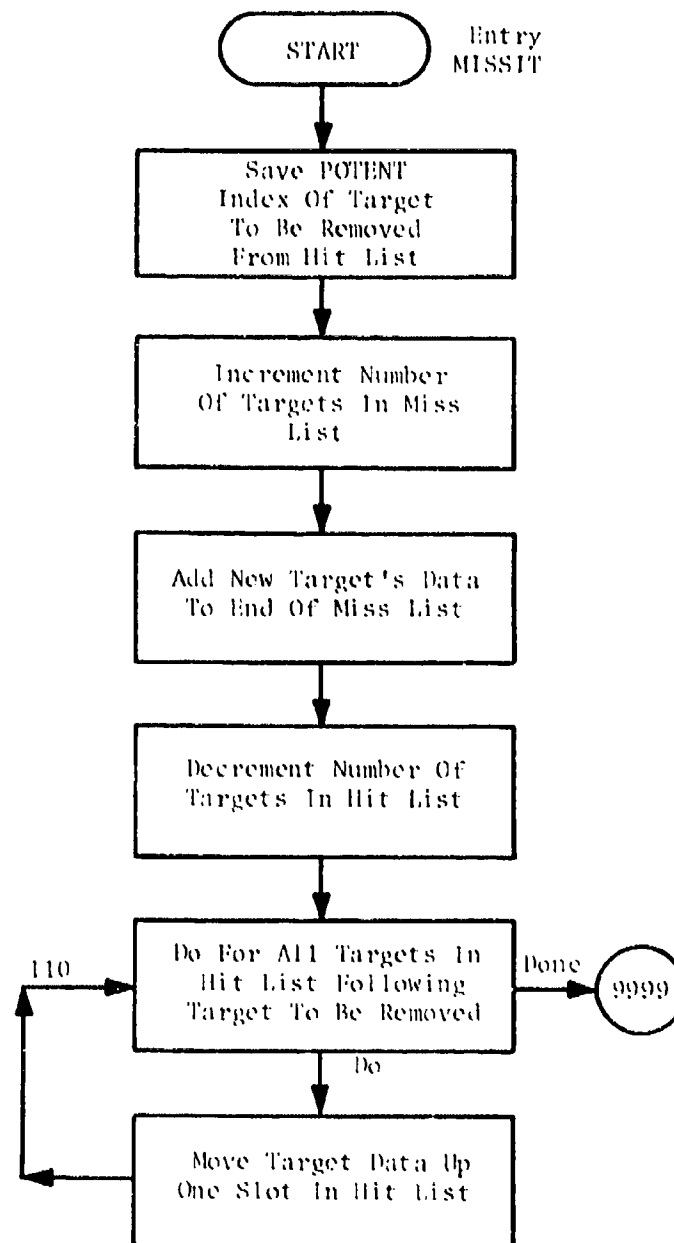 START
Entry
MISSIT
Save POTENT
Index Of Target
To Be Removed
From Hit List
Increment Number
Of Targets In Miss
List
Add New Target's Data
To End Of Miss List
Decrement Number Of
Targets In Hit List
110
Do For All Targets In
Hit List Following
Target To Be Removed
Done
9999
Do
Move Target Data Up
One Slot In Hit List